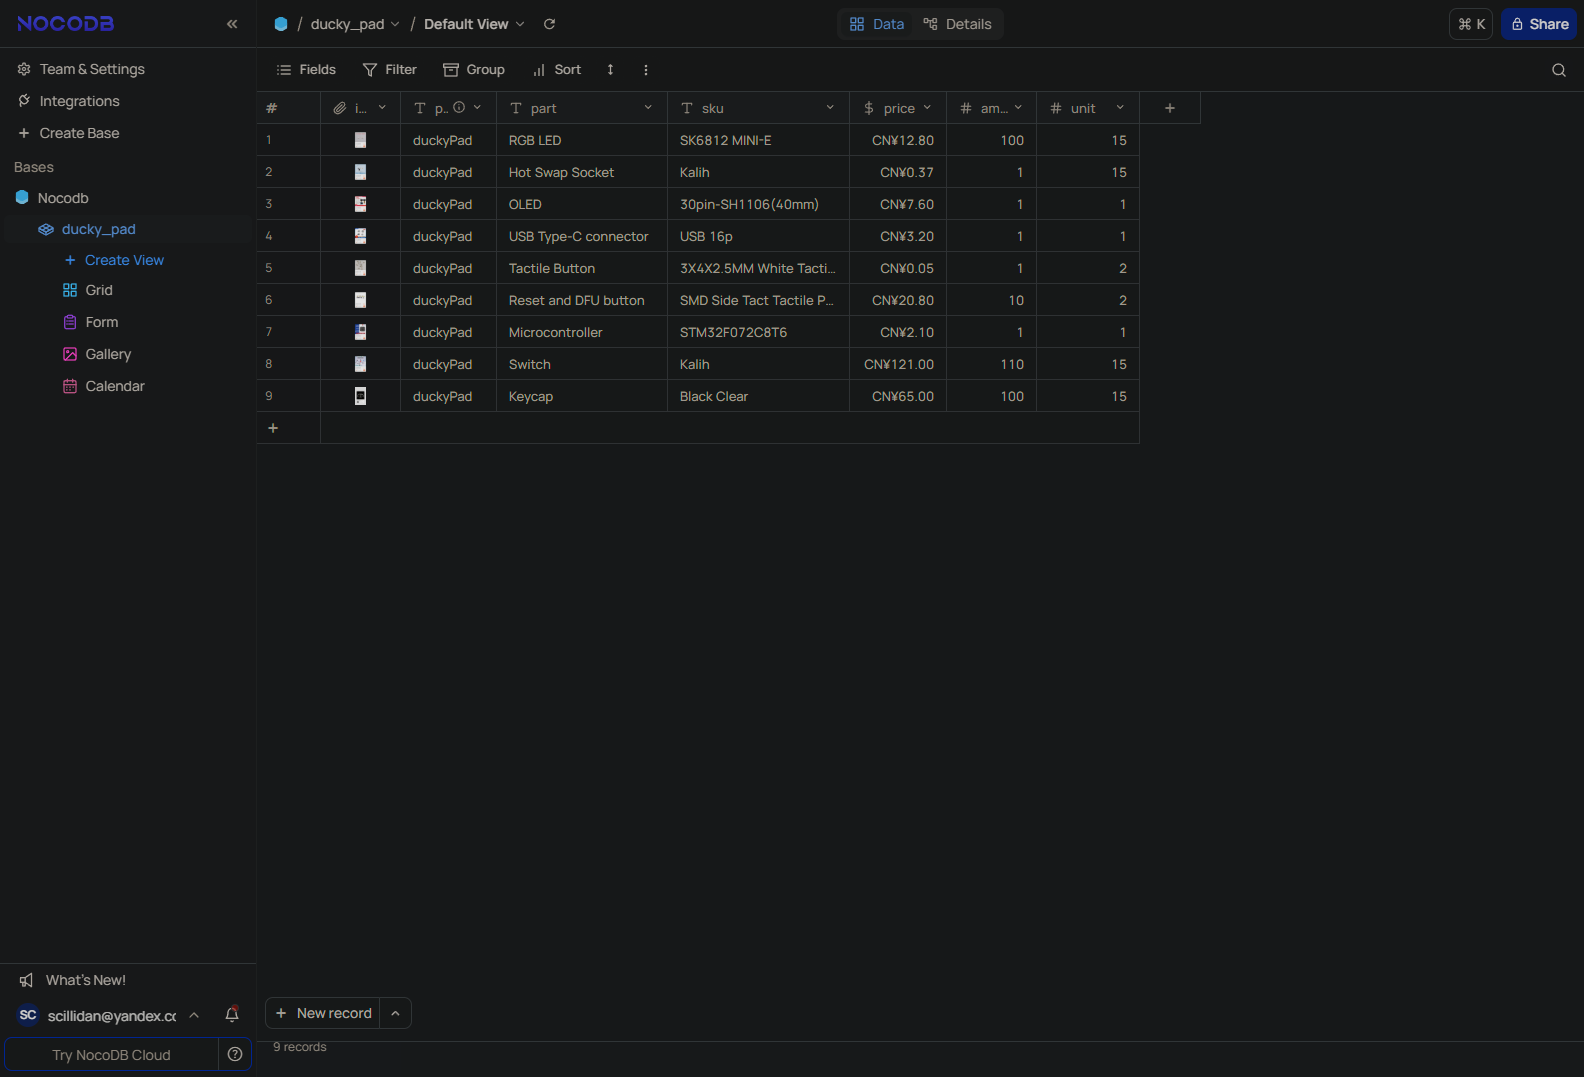 NOCODB
Team & Settings
Integrations
Create Base
Bases
Nocodb
ducky_pad
Create View
Grid
Form
Gallery
Calendar
What's New!
SC scillidan@yandex.cc
Try NocoDB Cloud
/ ducky_pad / Default View
Data Details
⌘ K Share
Fields Filter Group Sort
# i... p.. part sku price am... unit
1 duckyPad RGB LED SK6812 MINI-E CN¥12.80 100 15
2 duckyPad Hot Swap Socket Kalih CN¥0.37 1 15
3 duckyPad OLED 30pin-SH1106(40mm) CN¥7.60 1 1
4 duckyPad USB Type-C connector USB 16p CN¥3.20 1 1
5 duckyPad Tactile Button 3X4X2.5MM White Tacti... CN¥0.05 1 2
6 duckyPad Reset and DFU button SMD Side Tact Tactile P... CN¥20.80 10 2
7 duckyPad Microcontroller STM32F072C8T6 CN¥2.10 1 1
8 duckyPad Switch Kalih CN¥121.00 110 15
9 duckyPad Keycap Black Clear CN¥65.00 100 15
New record
9 records